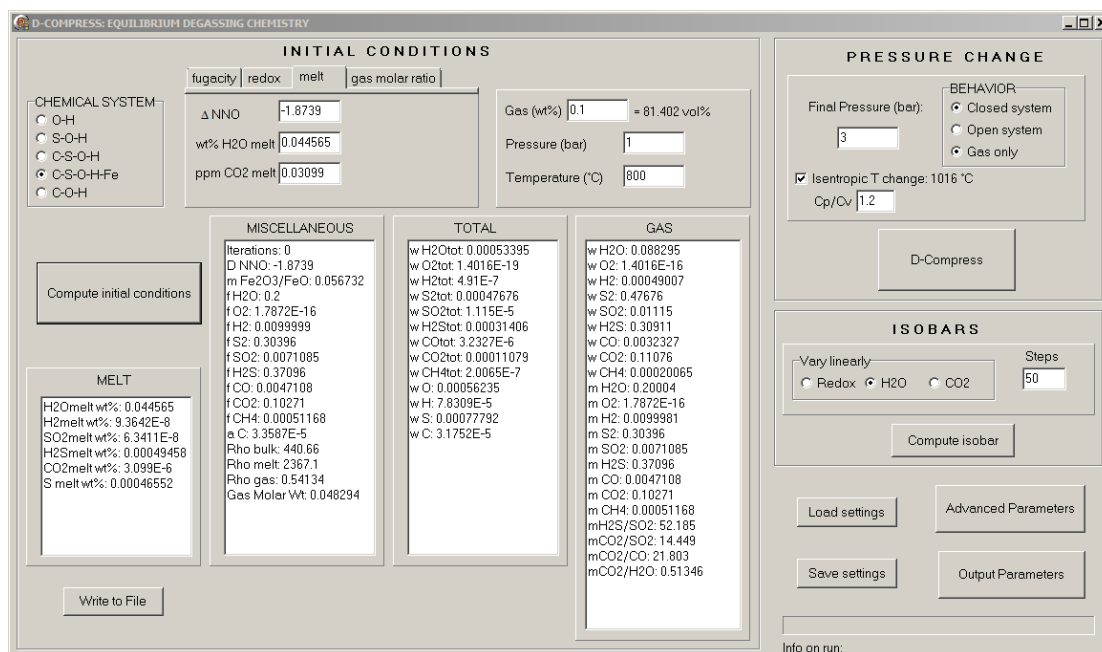 D-COMPRESS: EQUILIBRIUM DEGASSING CHEMISTRY
INITIAL CONDITIONS
fugacity redox melt gas molar ratio
CHEMICAL SYSTEM
O-H
S-O-H
C-S-O-H
C-S-O-H-Fe
C-O-H
Δ NNO -1.8739
wt% H2O melt 0.044565
ppm CO2 melt 0.03099
Gas (wt%) 0.1 = 81.402 vol%
Pressure (bar) 1
Temperature (°C) 800
Compute initial conditions
MELT
H2Omelt wt%: 0.044565
H2melt wt%: 9.3642E-8
SO2melt wt%: 6.3411E-8
H2Smelt wt%: 0.00049458
CO2melt wt%: 3.099E-6
S melt wt%: 0.00046552
Write to File
MISCELLANEOUS
Iterations: 0
D NNO: -1.8739
m Fe2O3/FeO: 0.056732
f H2O: 0.2
f O2: 1.7872E-16
f H2: 0.0099999
f S2: 0.30396
f SO2: 0.0071085
f H2S: 0.37096
f CO: 0.0047108
f CO2: 0.10271
f CH4: 0.00051168
a C: 3.3587E-5
Rho bulk: 440.66
Rho melt: 2367.1
Rho gas: 0.54134
Gas Molar Wt: 0.048294
TOTAL
w H2Otot: 0.00053395
w O2tot: 1.4016E-19
w H2tot: 4.91E-7
w S2tot: 0.00047676
w SO2tot: 1.115E-5
w H2Stot: 0.00031406
w COtot: 3.2327E-6
w CO2tot: 0.00011079
w CH4tot: 2.0065E-7
w O: 0.00056235
w H: 7.8309E-5
w S: 0.00077792
w C: 3.1752E-5
GAS
w H2O: 0.088295
w O2: 1.4016E-16
w H2: 0.00049007
w S2: 0.47676
w SO2: 0.01115
w H2S: 0.30911
w CO: 0.0032327
w CO2: 0.11076
w CH4: 0.00020065
m H2O: 0.20004
m O2: 1.7872E-16
m H2: 0.0099981
m S2: 0.30396
m SO2: 0.0071085
m H2S: 0.37096
m CO: 0.0047108
m CO2: 0.10271
m CH4: 0.00051168
mH2S/SO2: 52.185
mCO2/SO2: 14.449
mCO2/CO: 21.803
mCO2/H2O: 0.51346
PRESSURE CHANGE
Final Pressure (bar):
3
BEHAVIOR
Closed system
Open system
Gas only
Isentropic T change: 1016 °C
Cp/Cv 1.2
D-Compress
ISOBARS
Vary linearly
Redox H2O CO2
Steps
50
Compute isobar
Load settings
Advanced Parameters
Save settings
Output Parameters
Info on run: